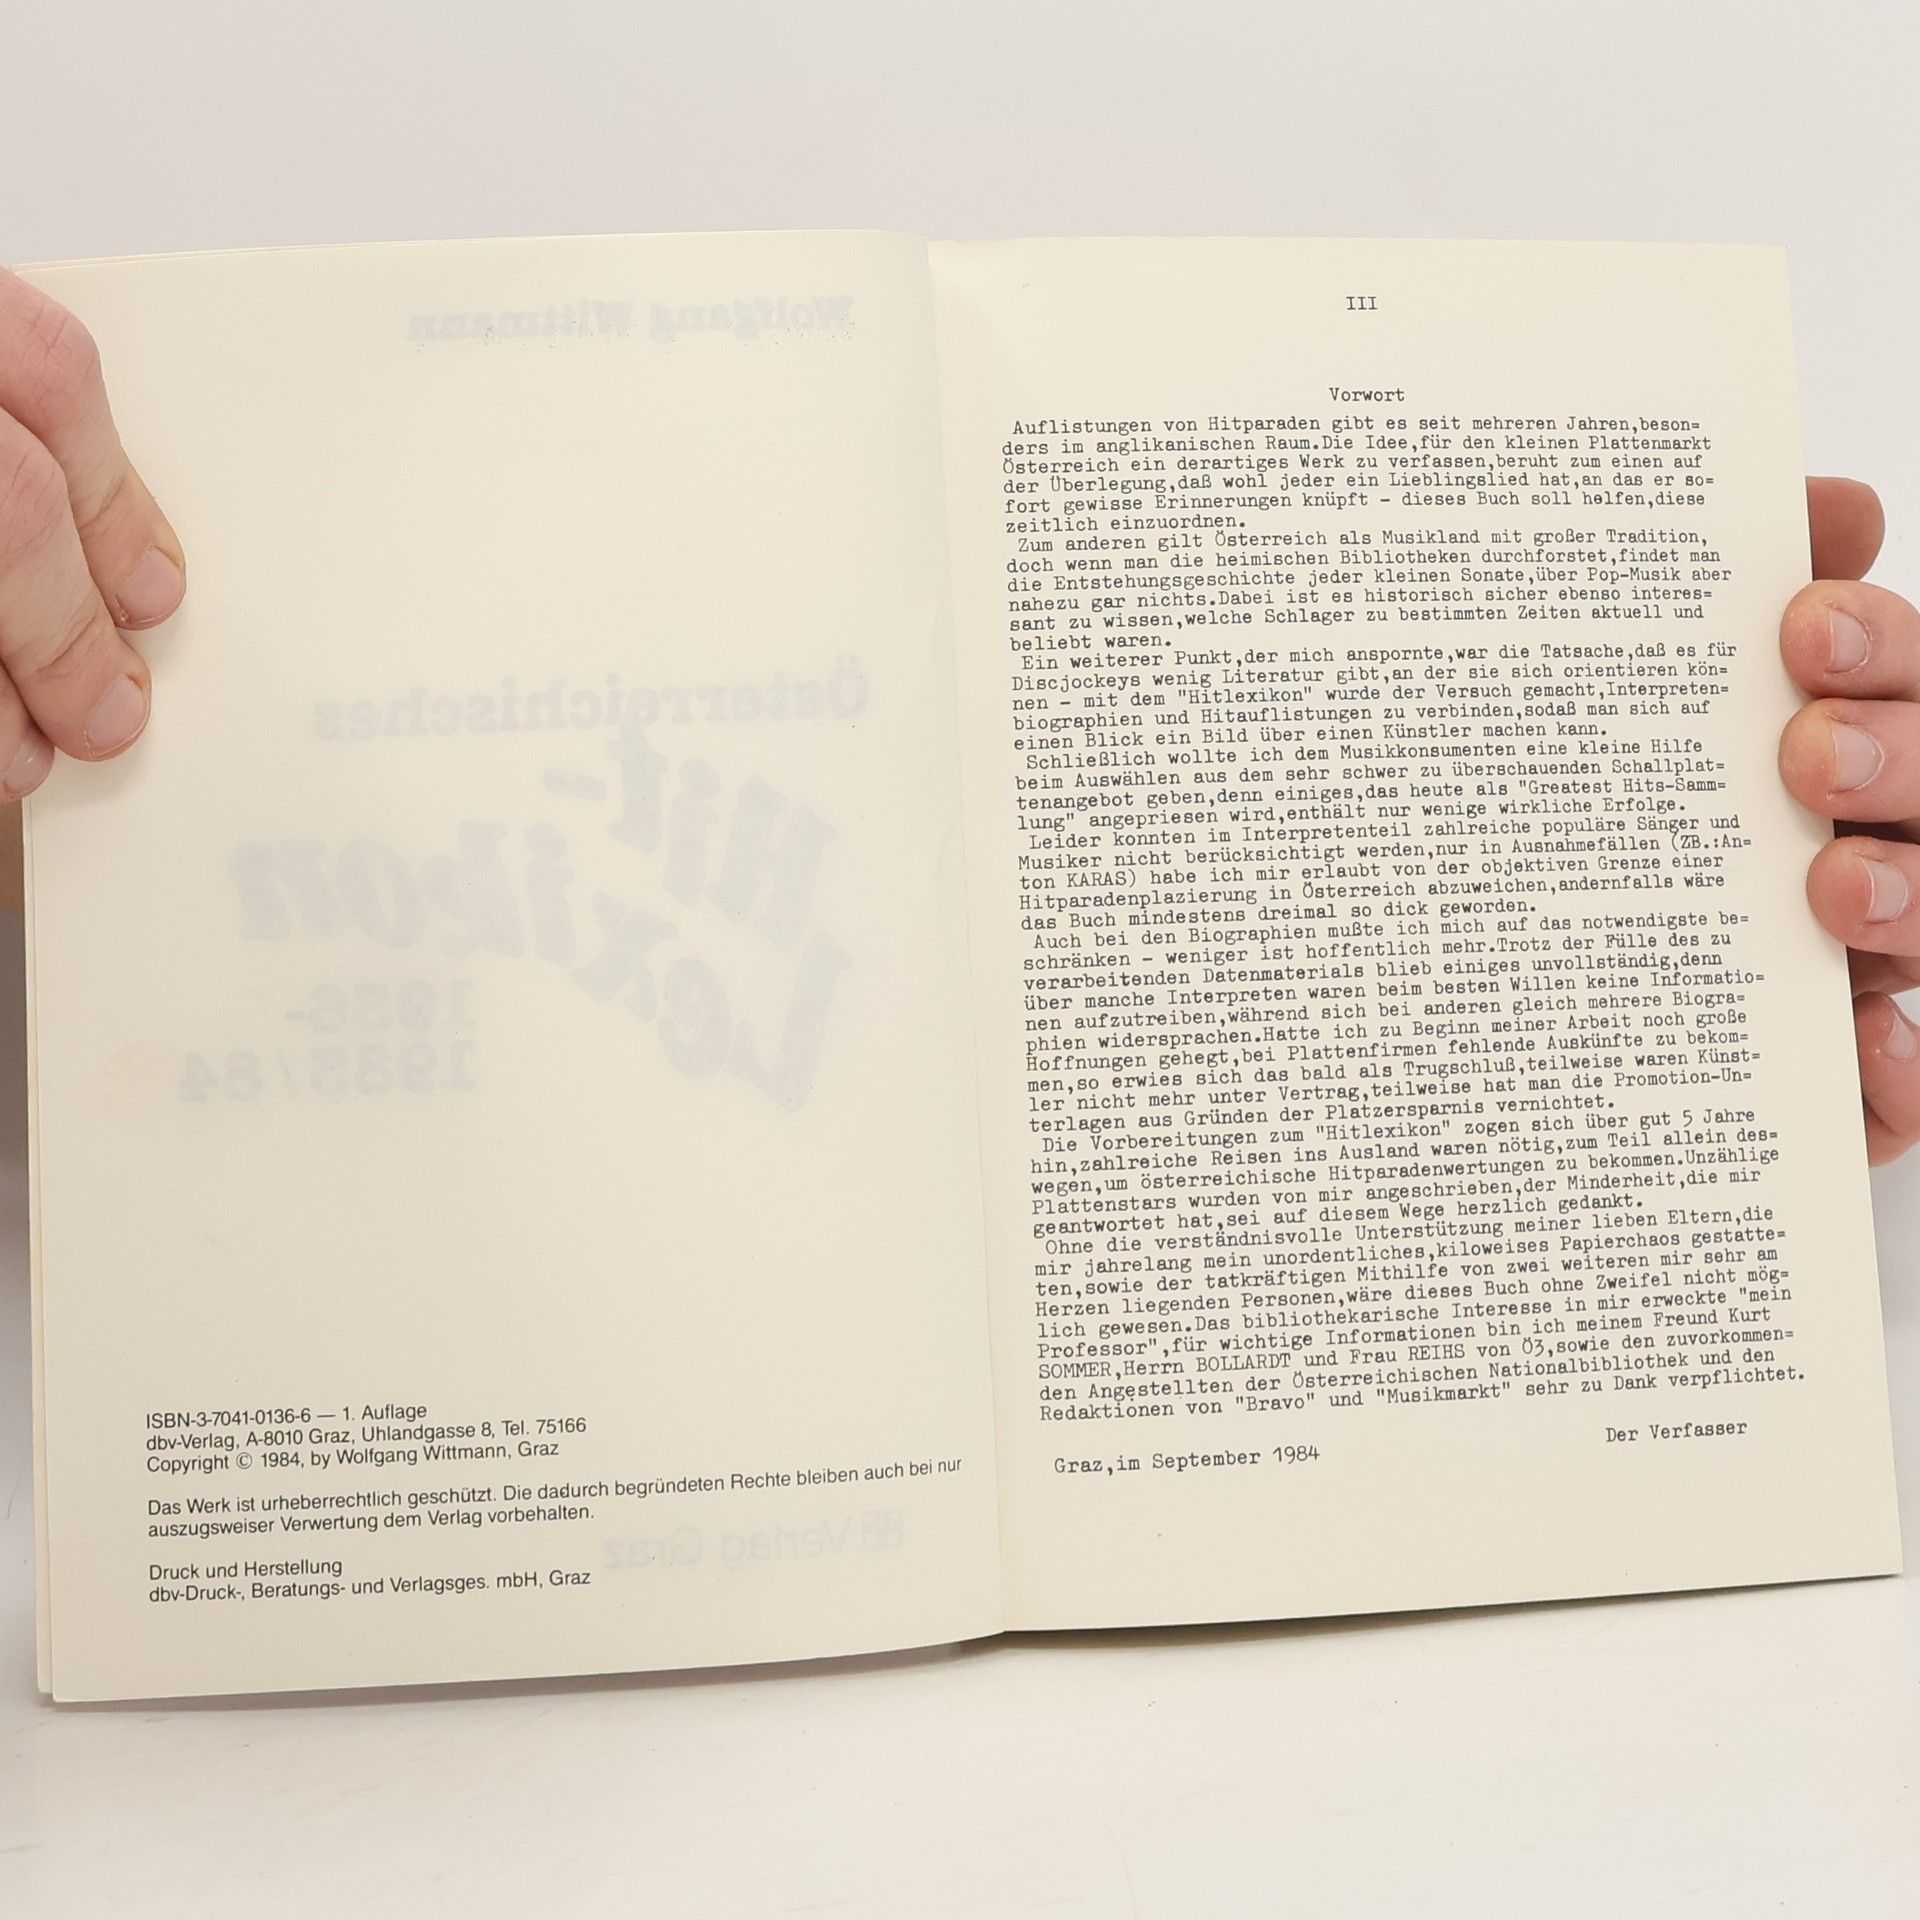 Wolfgang Wittmann
Österreichisches
Hit-
Lexikon
1956-
1983/84
Verlag Graz
ISBN-3-7041-0136-6 — 1. Auflage
dbv-Verlag, A-8010 Graz, Uhlandgasse 8, Tel. 75166
Copyright © 1984, by Wolfgang Wittmann, Graz
Das Werk ist urheberrechtlich geschützt. Die dadurch begründeten Rechte bleiben auch bei nur
auszugsweiser Verwertung dem Verlag vorbehalten.
Druck und Herstellung
dbv-Druck-, Beratungs- und Verlagsges. mbH, Graz
III
Vorwort
Auflistungen von Hitparaden gibt es seit mehreren Jahren,beson=
ders im anglikanischen Raum.Die Idee,für den kleinen Plattenmarkt
Österreich ein derartiges Werk zu verfassen,beruht zum einen auf
der Überlegung,daß wohl jeder ein Lieblingslied hat,an das er so=
fort gewisse Erinnerungen knüpft - dieses Buch soll helfen,diese
zeitlich einzuordnen.
Zum anderen gilt Österreich als Musikland mit großer Tradition,
doch wenn man die heimischen Bibliotheken durchforstet,findet man
die Entstehungsgeschichte jeder kleinen Sonate,über Pop-Musik aber
nahezu gar nichts.Dabei ist es historisch sicher ebenso interes=
sant zu wissen,welche Schlager zu bestimmten Zeiten aktuell und
beliebt waren.
Ein weiterer Punkt,der mich anspornte,war die Tatsache,daß es für
Discjockeys wenig Literatur gibt,an der sie sich orientieren kön=
nen - mit dem "Hitlexikon" wurde der Versuch gemacht,Interpreten=
biographien und Hitauflistungen zu verbinden,sodaß man sich auf
einen Blick ein Bild über einen Künstler machen kann.
Schließlich wollte ich dem Musikkonsumenten eine kleine Hilfe
beim Auswählen aus dem sehr schwer zu überschauenden Schallplat=
tenangebot geben,denn einiges,das heute als "Greatest Hits-Samm=
lung" angepriesen wird,enthält nur wenige wirkliche Erfolge.
Leider konnten im Interpretenteil zahlreiche populäre Sänger und
Musiker nicht berücksichtigt werden,nur in Ausnahmefällen (ZB.:An=
ton KARAS) habe ich mir erlaubt von der objektiven Grenze einer
Hitparadenplazierung in Österreich abzuweichen,andernfalls wäre
das Buch mindestens dreimal so dick geworden.
Auch bei den Biographien mußte ich mich auf das notwendigste be=
schränken - weniger ist hoffentlich mehr.Trotz der Fülle des zu
verarbeitenden Datenmaterials blieb einiges unvollständig,denn
über manche Interpreten waren beim besten Willen keine Informatio=
nen aufzutreiben,während sich bei anderen gleich mehrere Biogra=
phien widersprachen.Hatte ich zu Beginn meiner Arbeit noch große
Hoffnungen gehegt,bei Plattenfirmen fehlende Auskünfte zu bekom=
men,so erwies sich das bald als Trugschluß,teilweise waren Künst=
ler nicht mehr unter Vertrag,teilweise hat man die Promotion-Un=
terlagen aus Gründen der Platzersparnis vernichtet.
Die Vorbereitungen zum "Hitlexikon" zogen sich über gut 5 Jahre
hin,zahlreiche Reisen ins Ausland waren nötig,zum Teil allein des=
wegen,um österreichische Hitparadenwertungen zu bekommen.Unzählige
Plattenstars wurden von mir angeschrieben,der Minderheit,die mir
geantwortet hat,sei auf diesem Wege herzlich gedankt.
Ohne die verständnisvolle Unterstützung meiner lieben Eltern,die
mir jahrelang mein unordentliches,kiloweises Papierchaos gestatte=
ten,sowie der tatkräftigen Mithilfe von zwei weiteren mir sehr am
Herzen liegenden Personen,wäre dieses Buch ohne Zweifel nicht mög=
lich gewesen.Das bibliothekarische Interesse in mir erweckte "mein
Professor",für wichtige Informationen bin ich meinem Freund Kurt
SOMMER,Herrn BOLLARDT und Frau REIHS von Ö3,sowie den zuvorkommen=
den Angestellten der Österreichischen Nationalbibliothek und den
Redaktionen von "Bravo" und "Musikmarkt" sehr zu Dank verpflichtet.
Der Verfasser
Graz,im September 1984